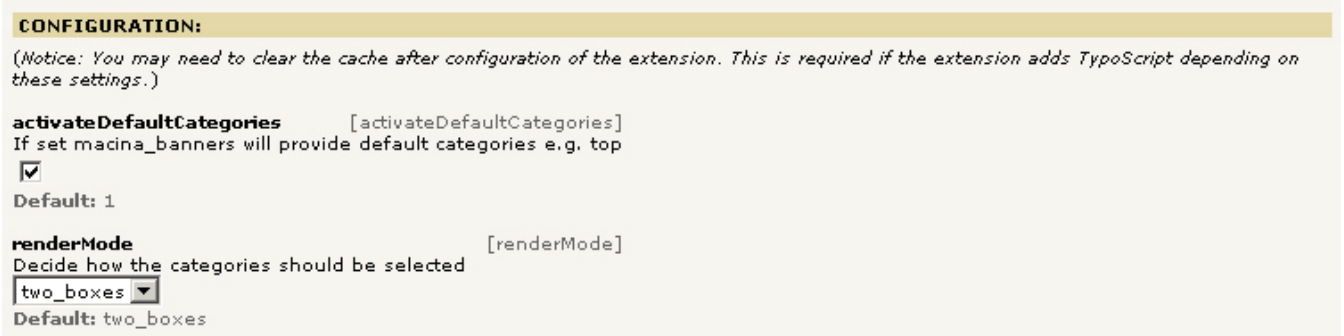 CONFIGURATION:
(Notice: You may need to clear the cache after configuration of the extension. This is required if the extension adds TypoScript depending on
these settings.)
activateDefaultCategories [activateDefaultCategories]
If set macina_banners will provide default categories e.g. top
Default: 1
renderMode [renderMode]
Decide how the categories should be selected
two_boxes
Default: two_boxes